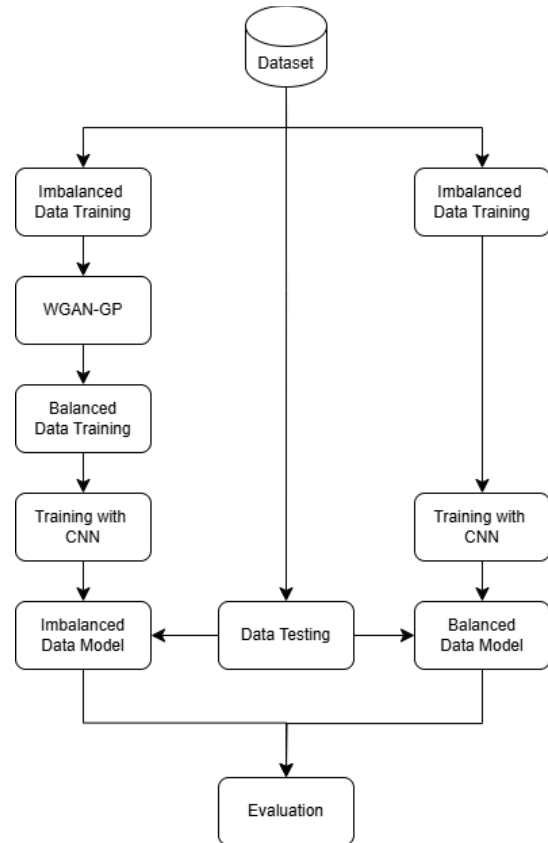 Dataset
Imbalanced
Data Training
Imbalanced
Data Training
WGAN-GP
Balanced
Data Training
Training with
CNN
Training with
CNN
Imbalanced
Data Model
Data Testing
Balanced
Data Model
Evaluation